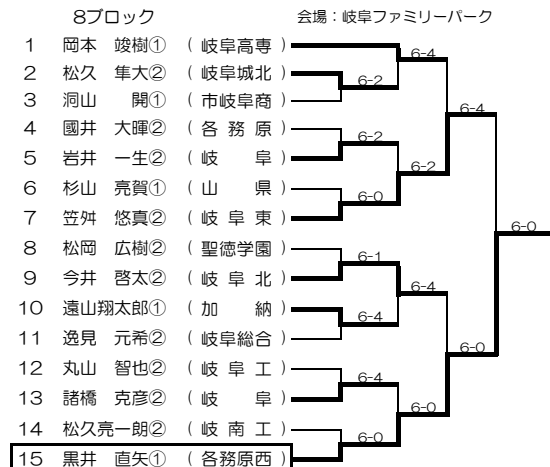 8ブロック 会場：岐阜ファミリーパーク
1 岡本 竣樹① （岐阜高専）
6-4
2 松久 隼大② （岐阜城北）
6-2
3 洞山 開① （市岐阜商）
6-4
4 國井 大暉② （各務原）
6-2
5 岩井 一生② （岐 阜）
6-2
6 杉山 亮賀① （山 県）
6-0
7 笠舛 悠真② （岐阜東）
6-0
8 松岡 広樹② （聖徳学園）
6-1
9 今井 啓太② （岐阜北）
6-4
10 遠山翔太郎① （加 納）
6-4
11 逸見 元希② （岐阜総合）
6-0
12 丸山 智也② （岐阜工）
6-4
13 諸橋 克彦② （岐 阜）
6-0
14 松久亮一朗② （岐南工）
6-0
15 黒井 直矢① （各務原西）